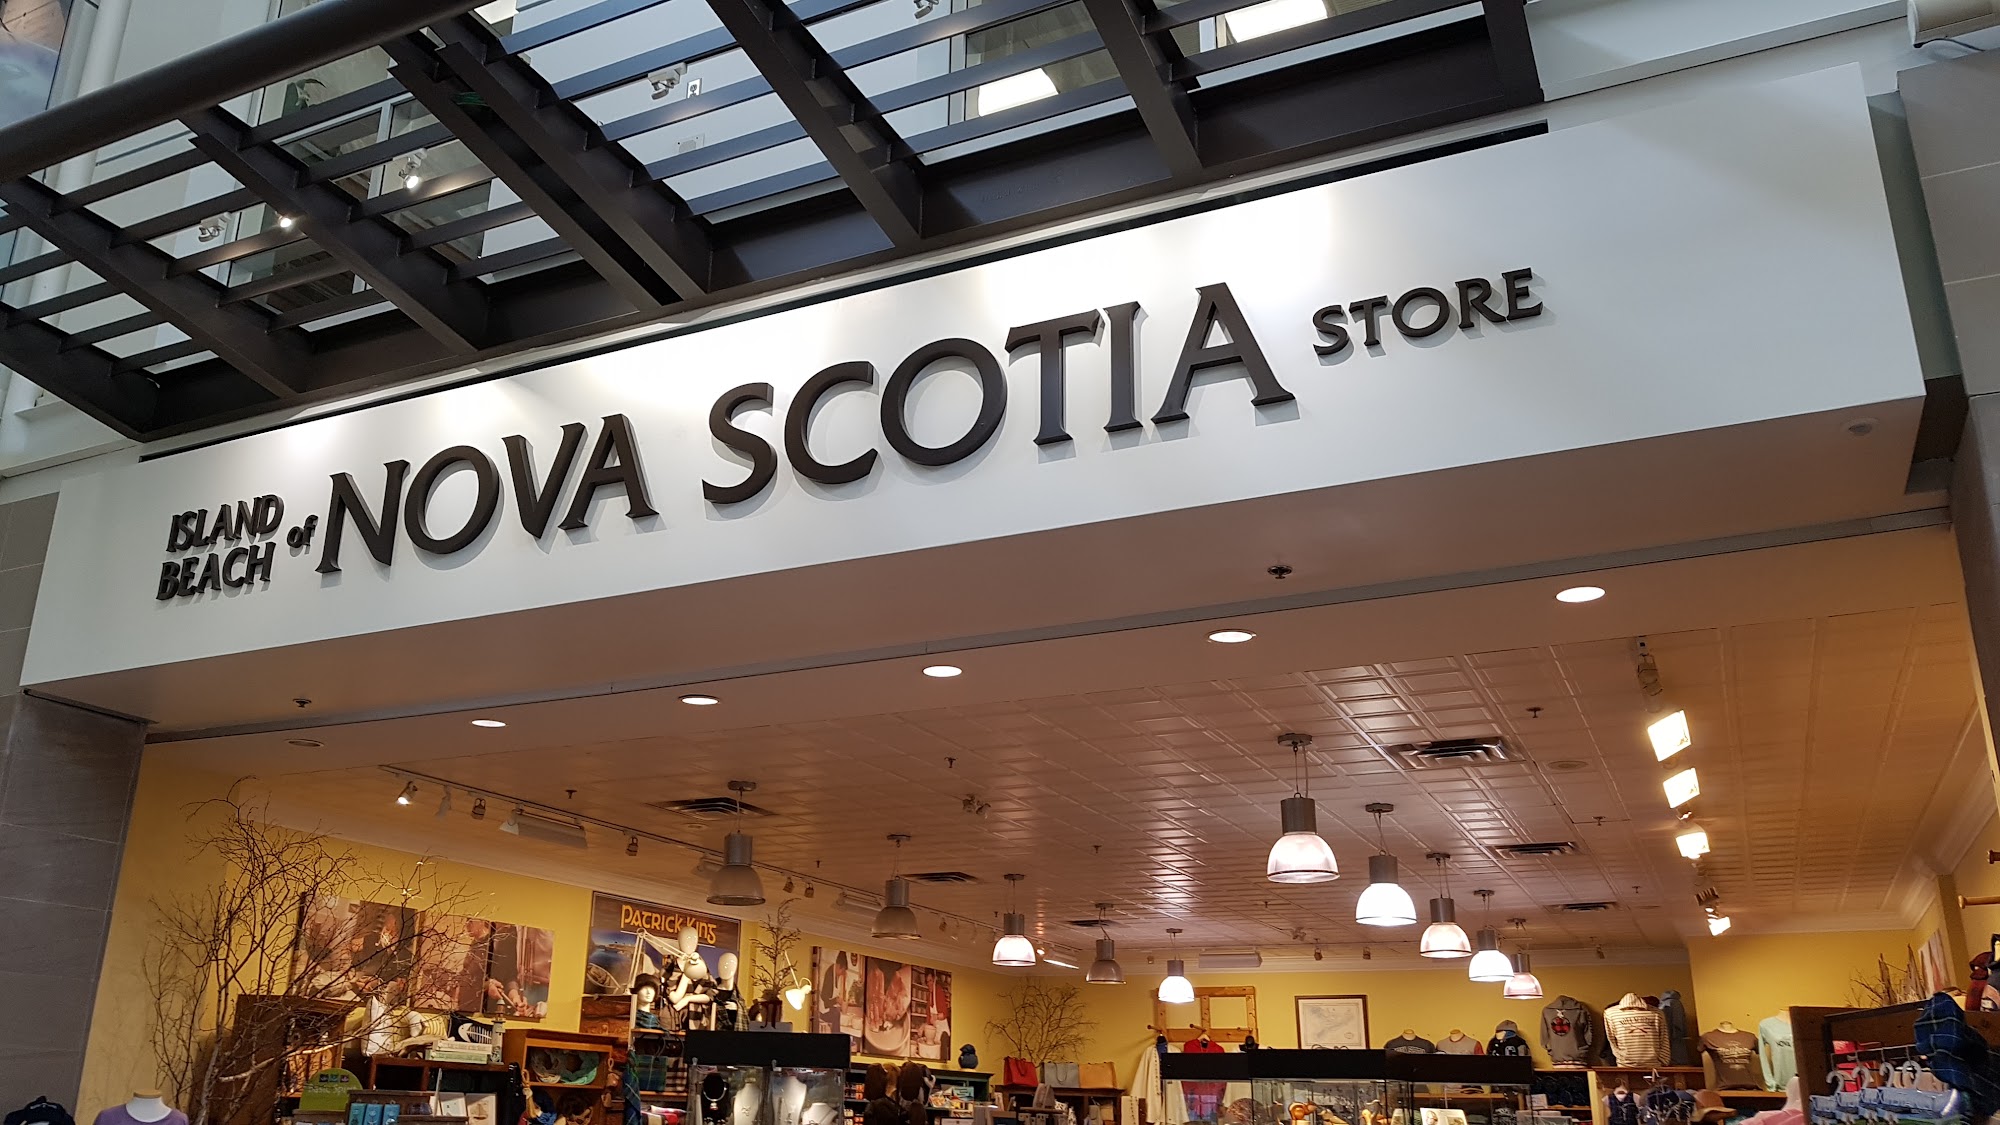 ISLAND
BEACH of NOVA SCOTIA STORE
PATRICK KING